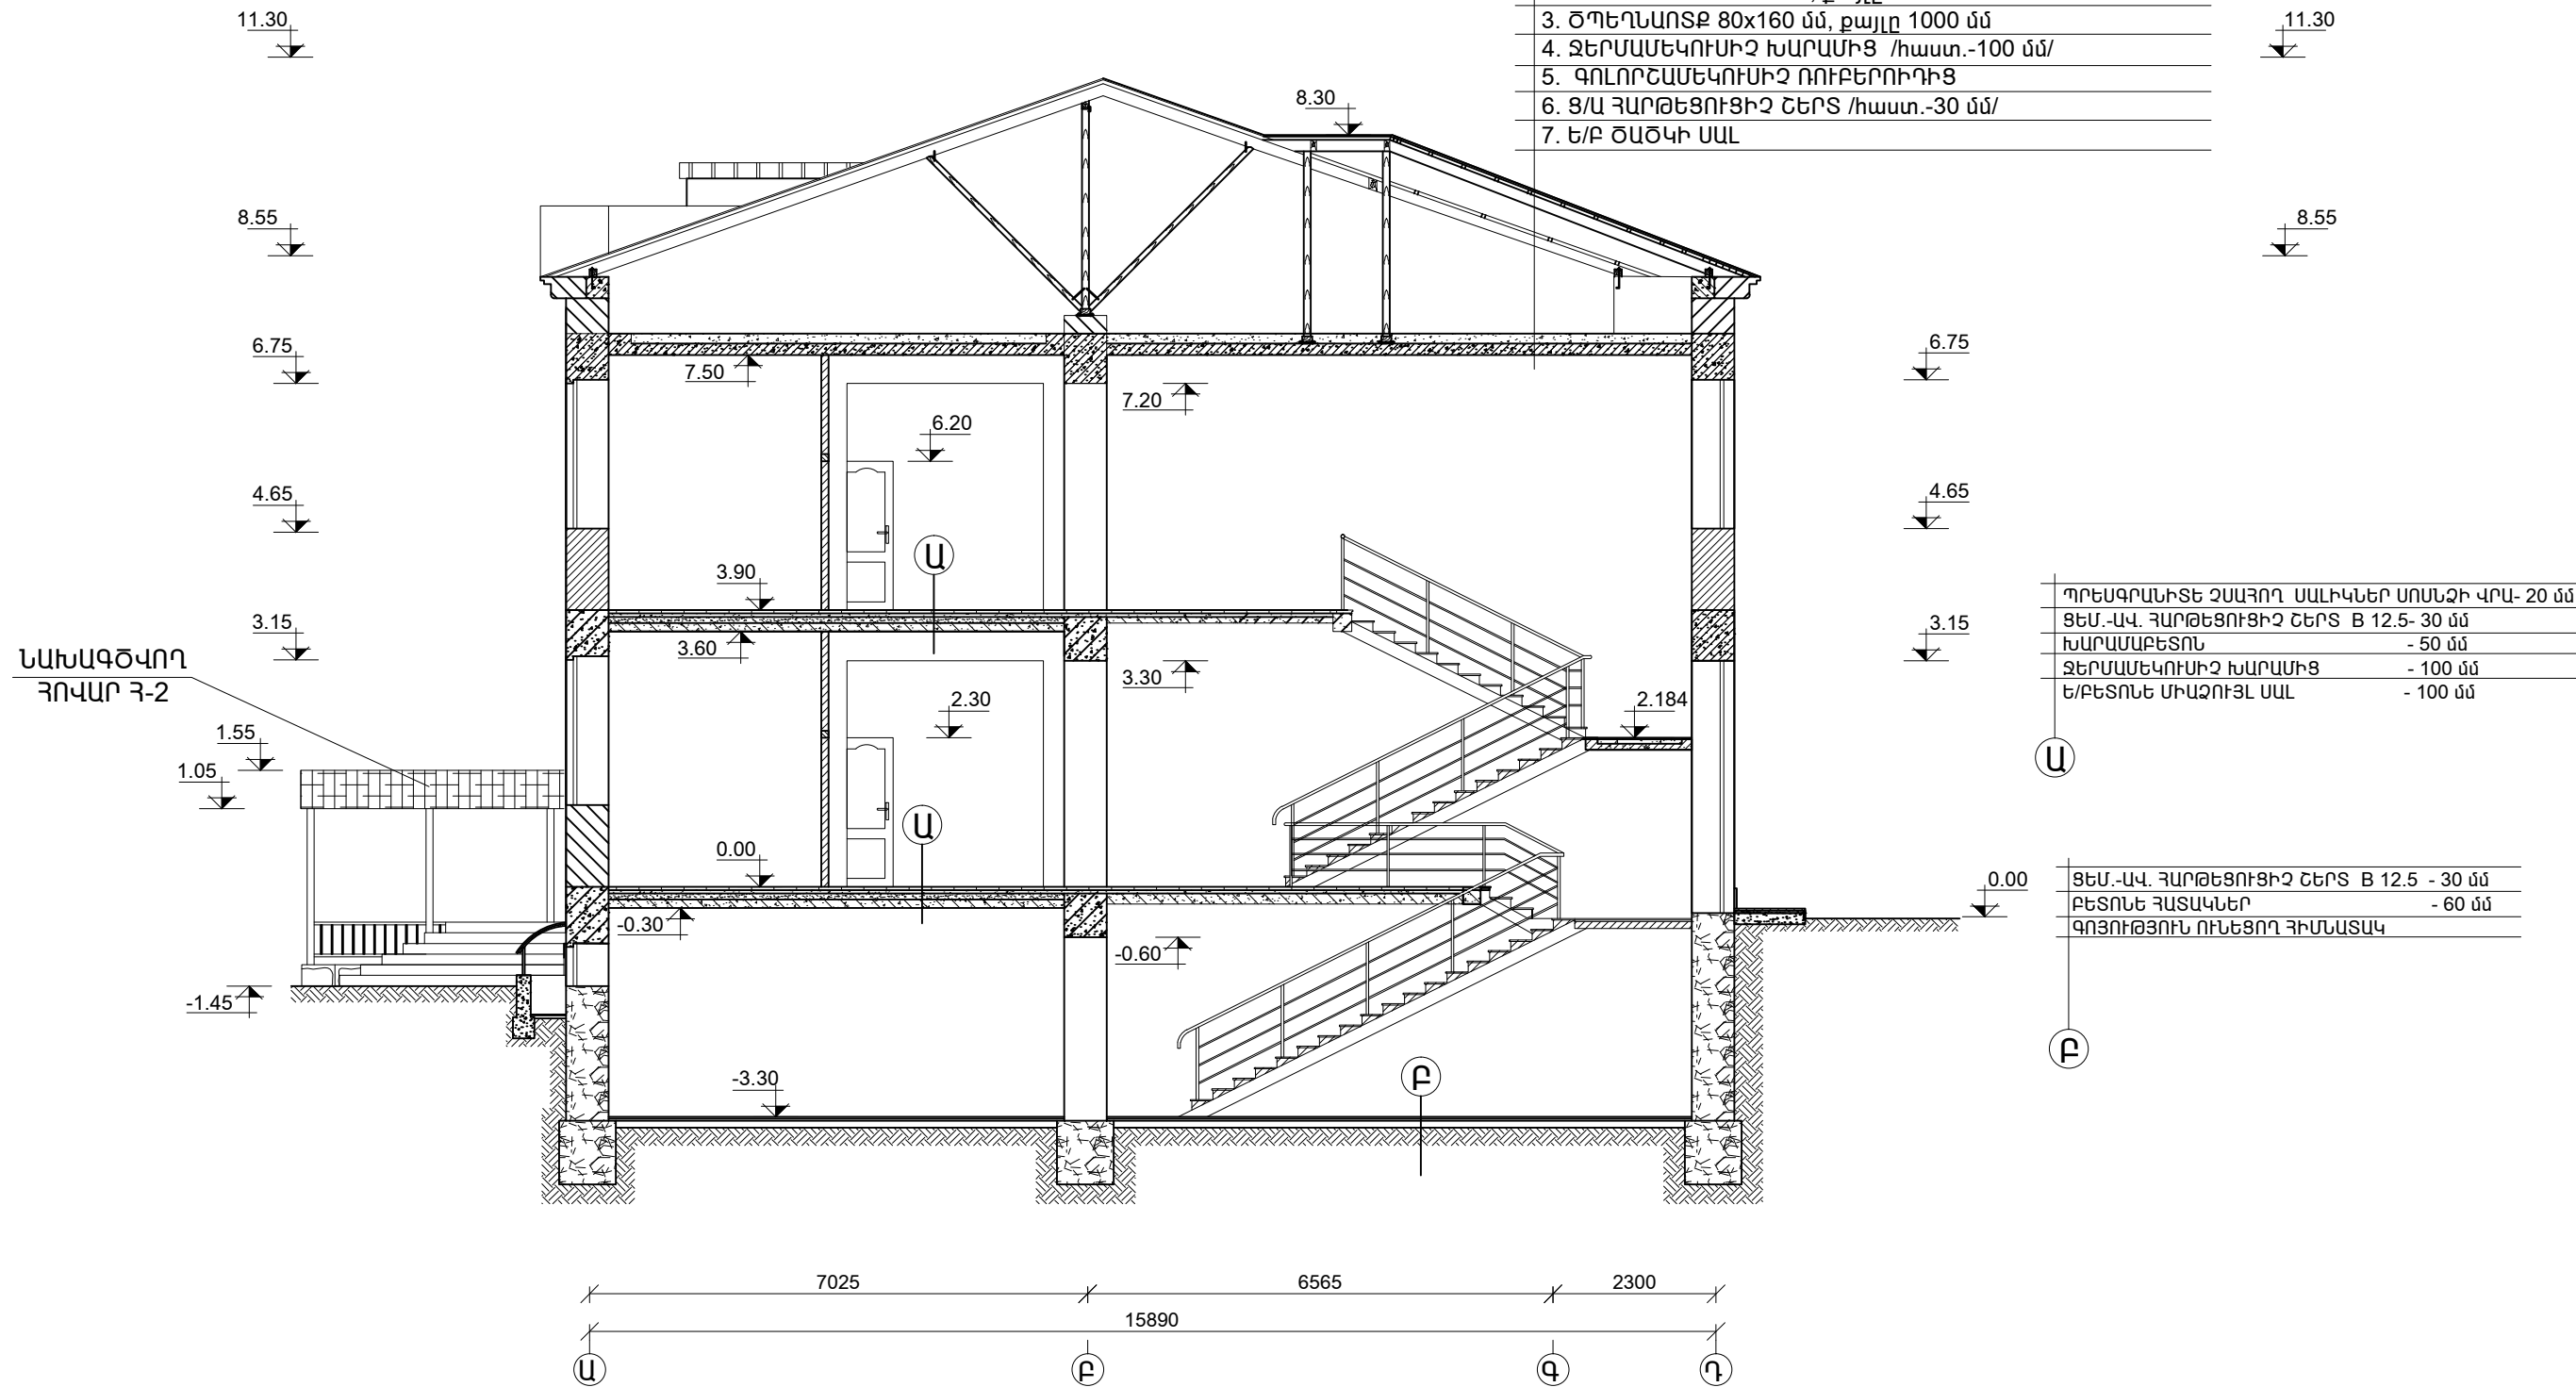 11.30
3. ԾՊԵՂՆԱՈՏՔ 80x160 մմ, քայլը 1000 մմ
11.30
4. ՋԵՐՄԱՄԵԿՈՒՍԻՉ ԽԱՐԱՄԻՑ /հաստ.-100 մմ/
5. ԳՈԼՈՐՇԱՄԵԿՈՒՍԻՉ ՌՈՒԲԵՐՈՒԴԻՑ
8.30
6. Ց/Ա ՀԱՐԹԵՑՈՒՑԻՉ ՇԵՐՏ /հաստ.-30 մմ/
7. Ե/Բ ԾԱԾԿԻ ՍԱԼ
8.55
8.55
6.75
7.50
7.20
6.75
6.20
4.65
4.65
Ա
3.90
3.15
3.60
3.30
3.15
ՆԱԽԱԳԾՎՈՂ
ՀՈՎԱՐ Հ-2
2.30
2.184
ՊՐԵՍԳՐԱՆԻՏԵ ՉՍԱՀՈՂ ՍԱԼԻԿՆԵՐ ՍՈՍՆՁԻ ՎՐԱ- 20 մմ
ՑԵՄ.-ԱՎ. ՀԱՐԹԵՑՈՒՑԻՉ ՇԵՐՏ B 12.5- 30 մմ
ԽԱՐԱՄԱԲԵՏՈՆ - 50 մմ
ՋԵՐՄԱՄԵԿՈՒՍԻՉ ԽԱՐԱՄԻՑ - 100 մմ
Ե/ԲԵՏՈՆԵ ՄԻԱՁՈՒՅԼ ՍԱԼ - 100 մմ
Ա
1.55
1.05
Ա
0.00
-0.30
-0.60
0.00
ՑԵՄ.-ԱՎ. ՀԱՐԹԵՑՈՒՑԻՉ ՇԵՐՏ B 12.5 - 30 մմ
ԲԵՏՈՆԵ ՀԱՏԱԿՆԵՐ - 60 մմ
ԳՈՅՈՒԹՅՈՒՆ ՈՒՆԵՑՈՂ ՀԻՄՆԱՏԱԿ
Բ
-1.45
-3.30
Բ
7025
6565
2300
15890
Ա
Բ
Գ
Դ